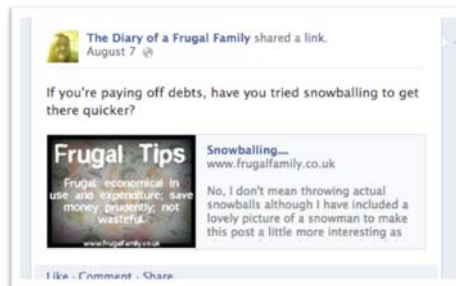 The Diary of a Frugal Family shared a link.
August 7
If you're paying off debts, have you tried snowballing to get
there quicker?
Frugal Tips
Frugal: economical in
use and expenditure; save
money prudently; not
wasteful.
www.frugalfamily.co.uk
Snowballing....
www.frugalfamily.co.uk
No, I don't mean throwing actual
snowballs although I have included a
lovely picture of a snowman to make
this post a little more interesting as
Like · Comment · Share